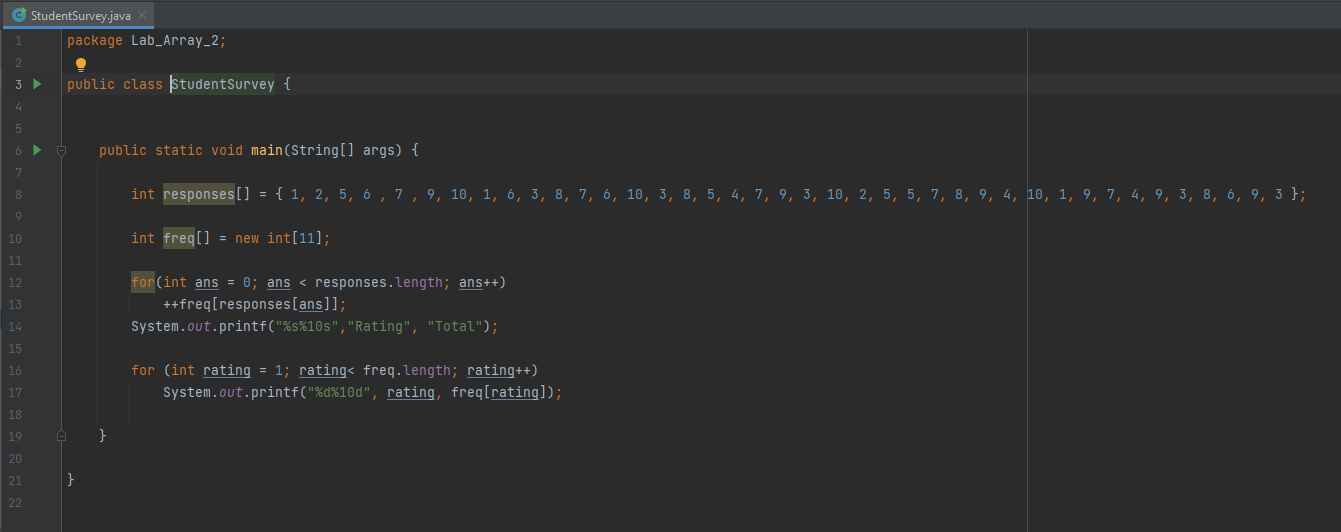 StudentSurvey.java
1 package Lab_Array_2;
2
3 public class StudentSurvey {
4
5
6 public static void main(String[] args) {
7
8 int responses[] = { 1, 2, 5, 6 , 7 , 9, 10, 1, 6, 3, 8, 7, 6, 10, 3, 8, 5, 4, 7, 9, 3, 10, 2, 5, 5, 7, 8, 9, 4, 10, 1, 9, 7, 4, 9, 3, 8, 6, 9, 3 };
9
10 int freq[] = new int[11];
11
12 for(int ans = 0; ans < responses.length; ans++)
13 ++freq[responses[ans]];
14 System.out.printf("%s%10s","Rating", "Total");
15
16 for (int rating = 1; rating< freq.length; rating++)
17 System.out.printf("%d%10d", rating, freq[rating]);
18
19 }
20
21 }
22